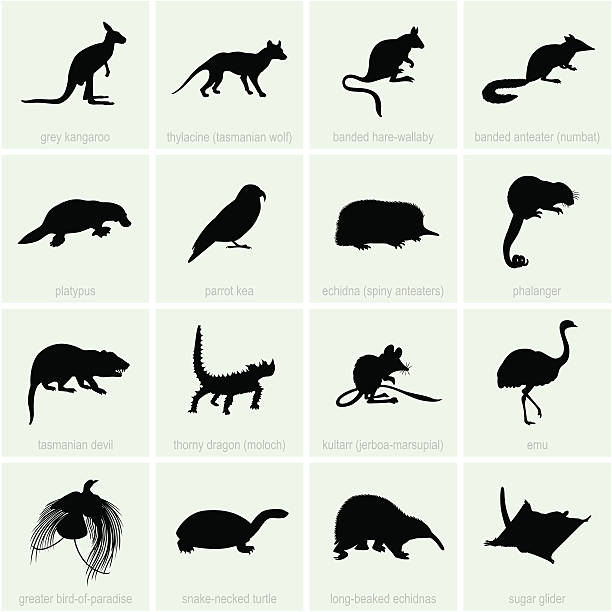 grey kangaroo
thylacine (tasmanian wolf)
banded hare-wallaby
banded anteater (numbat)
platypus
parrot kea
echidna (spiny anteaters)
phalanger
tasmanian devil
thorny dragon (moloch)
kultarr (jerboa-marsupial)
emu
greater bird-of-paradise
snake-necked turtle
long-beaked echidnas
sugar glider